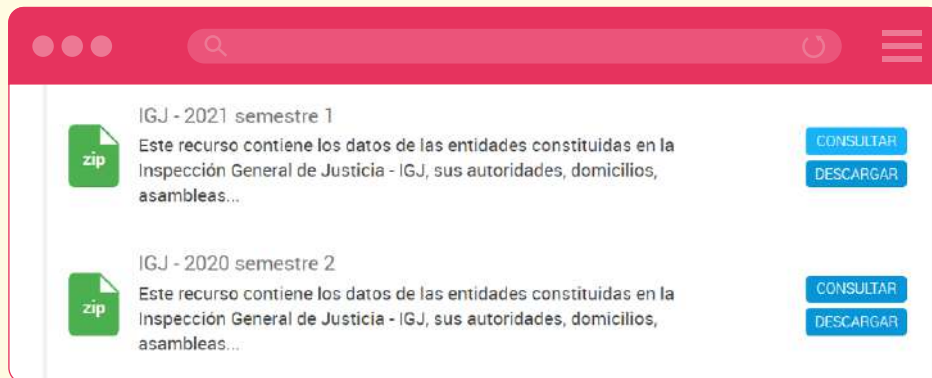 IGJ - 2021 semestre 1
zip
Este recurso contiene los datos de las entidades constituidas en la
Inspección General de Justicia - IGJ, sus autoridades, domicilios,
asambleas...
CONSULTAR
DESCARGAR
IGJ - 2020 semestre 2
zip
Este recurso contiene los datos de las entidades constituidas en la
Inspección General de Justicia - IGJ, sus autoridades, domicilios,
asambleas...
CONSULTAR
DESCARGAR